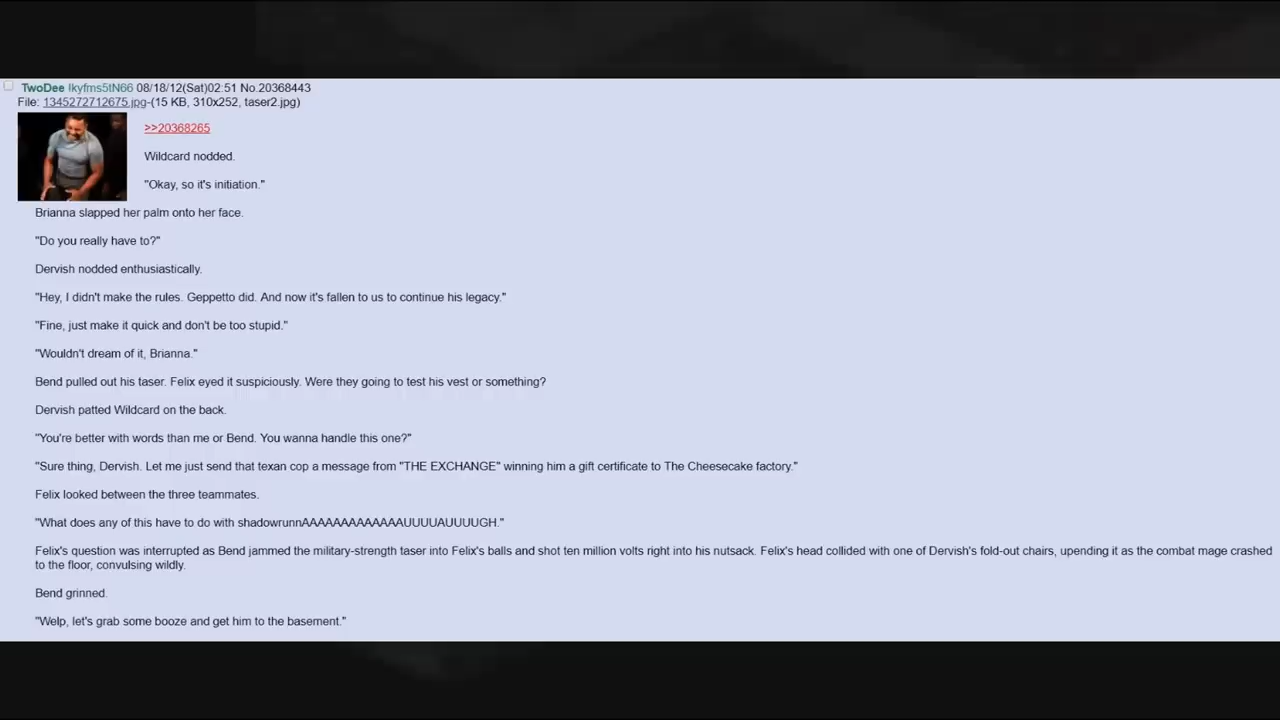 TwoDee !kyfms5tN66 08/18/12(Sat)02:51 No.20368443
File: 1345272712675.jpg-(15 KB, 310x252, taser2.jpg)
>>20368265
Wildcard nodded.
"Okay, so it's initiation."
Brianna slapped her palm onto her face.
"Do you really have to?"
Dervish nodded enthusiastically.
"Hey, I didn't make the rules. Geppetto did. And now it's fallen to us to continue his legacy."
"Fine, just make it quick and don't be too stupid."
"Wouldn't dream of it, Brianna."
Bend pulled out his taser. Felix eyed it suspiciously. Were they going to test his vest or something?
Dervish patted Wildcard on the back.
"You're better with words than me or Bend. You wanna handle this one?"
"Sure thing, Dervish. Let me just send that texan cop a message from "THE EXCHANGE" winning him a gift certificate to The Cheesecake factory."
Felix looked between the three teammates.
"What does any of this have to do with shadowrunnAAAAAAAAAAAAAUUUUAUUUUGH."
Felix's question was interrupted as Bend jammed the military-strength taser into Felix's balls and shot ten million volts right into his nutsack. Felix's head collided with one of Dervish's fold-out chairs, upending it as the combat mage crashed
to the floor, convulsing wildly.
Bend grinned.
"Welp, let's grab some booze and get him to the basement."